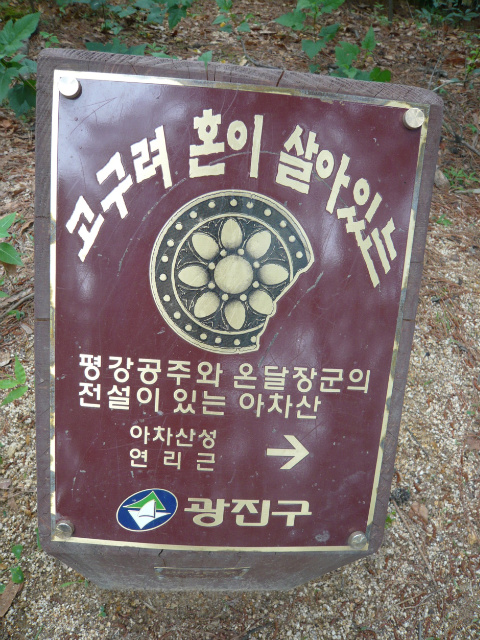 고구려 혼이 살아있는
평강공주와 온달장군의
전설이 있는 아차산
아차산성
연리근
광진구